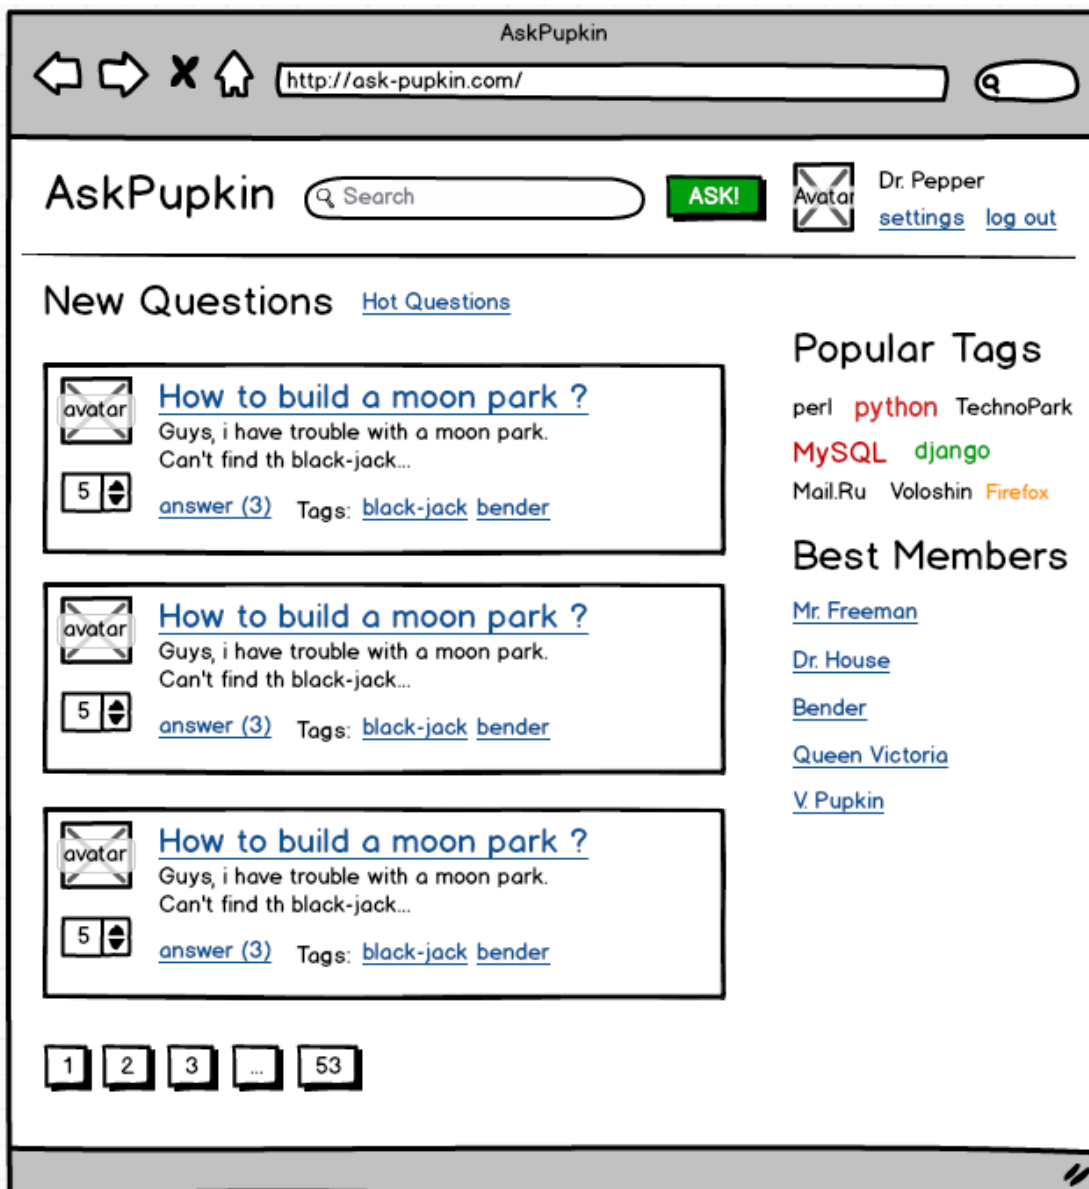 AskPupkin
http://ask-pupkin.com/
AskPupkin
Search
ASK!
Avatar
Dr. Pepper
settings log out
New Questions Hot Questions
avatar
How to build a moon park ?
Guys, i have trouble with a moon park.
Can't find th black-jack...
5
answer (3) Tags: black-jack bender
avatar
How to build a moon park ?
Guys, i have trouble with a moon park.
Can't find th black-jack...
5
answer (3) Tags: black-jack bender
avatar
How to build a moon park ?
Guys, i have trouble with a moon park.
Can't find th black-jack...
5
answer (3) Tags: black-jack bender
1 2 3 ... 53
Popular Tags
perl python TechnoPark
MySQL django
Mail.Ru Voloshin Firefox
Best Members
Mr. Freeman
Dr. House
Bender
Queen Victoria
V. Pupkin